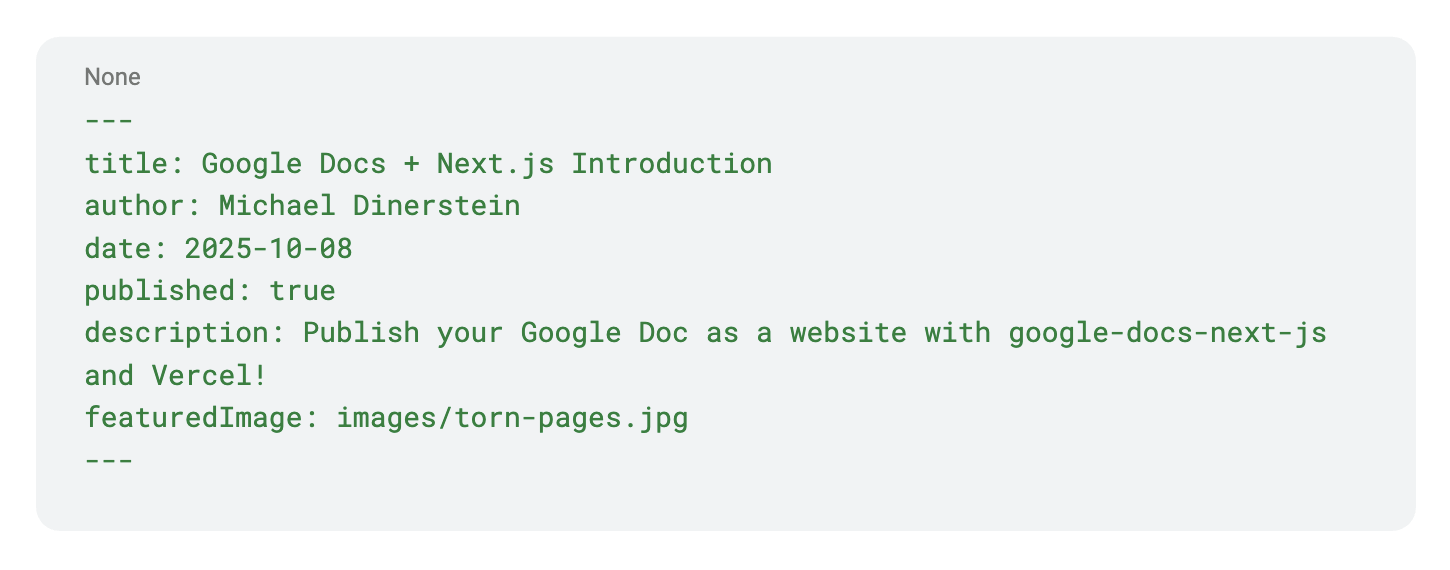 None
---
title: Google Docs + Next.js Introduction
author: Michael Dinerstein
date: 2025-10-08
published: true
description: Publish your Google Doc as a website with google-docs-next-js
and Vercel!
featuredImage: images/torn-pages.jpg
---